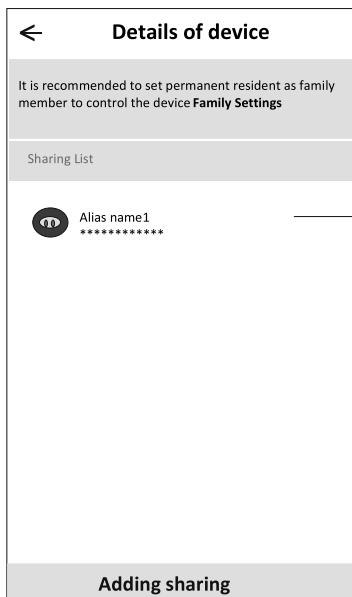 Details of device
It is recommended to set permanent resident as family
member to control the device Family Settings
Sharing List
Alias name1
************
Adding sharing